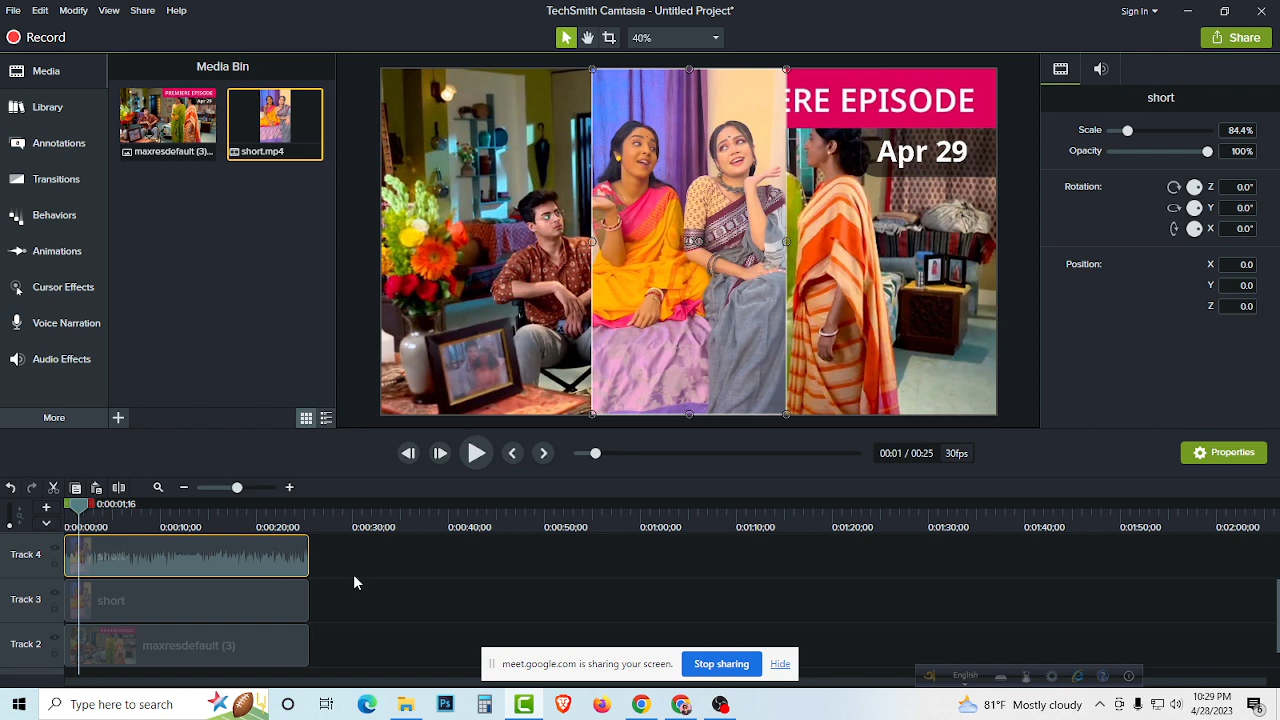 File Edit Modify View Share Help
TechSmith Camtasia - Untitled Project*
Sign In
Record
40%
Share
Media
Library
Annotations
Transitions
Behaviors
Animations
Cursor Effects
Voice Narration
Audio Effects
More
Media Bin
PREMIERE EPISODE
Apr 29
maxresdefault (3)...
short.mp4
ERE EPISODE
Apr 29
short
Scale 84.4%
Opacity 100%
Rotation: Z 0.0°
Y 0.0°
X 0.0°
Position: X 0.0
Y 0.0
Z 0.0
00:01 / 00:25 30fps
Properties
0:00:01;16
0:00:00;00 0:00:10;00 0:00:20;00 0:00:30;00 0:00:40;00 0:00:50;00 0:01:00;00 0:01:10;00 0:01:20;00 0:01:30;00 0:01:40;00 0:01:50;00 0:02:00;00
Track 4 short
Track 3 short
Track 2 maxresdefault (3)
meet.google.com is sharing your screen. Stop sharing Hide
English
Type here to search
Ps
81°F Mostly cloudy
10:29 PM
4/28/2023
6